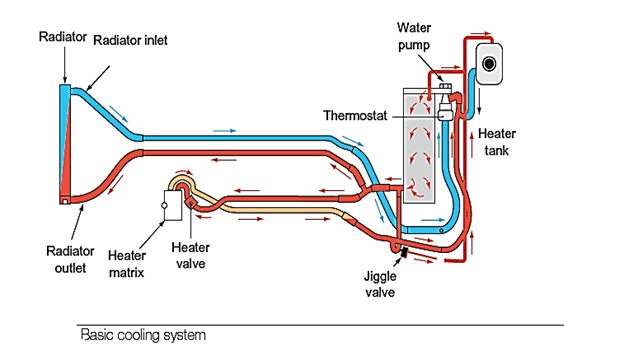 Radiator
Radiator inlet
Water
pump
Thermostat
Heater
tank
Radiator
outlet
Heater
matrix
Heater
valve
Jiggle
valve
Basic cooling system